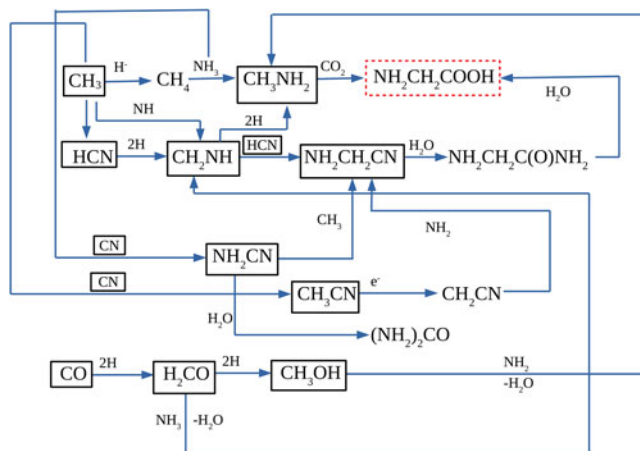 H⁻
NH₃
CH₃
CH₄
CH₃NH₂
CO₂
NH₂CH₂COOH
H₂O
NH
2H
HCN
2H
CH₂NH
HCN
NH₂CH₂CN
H₂O
NH₂CH₂C(O)NH₂
CH₃
NH₂
CN
NH₂CN
CN
CH₃CN
e⁻
CH₂CN
H₂O
(NH₂)₂CO
CO
2H
H₂CO
2H
CH₃OH
NH₂
-H₂O
NH₃
-H₂O